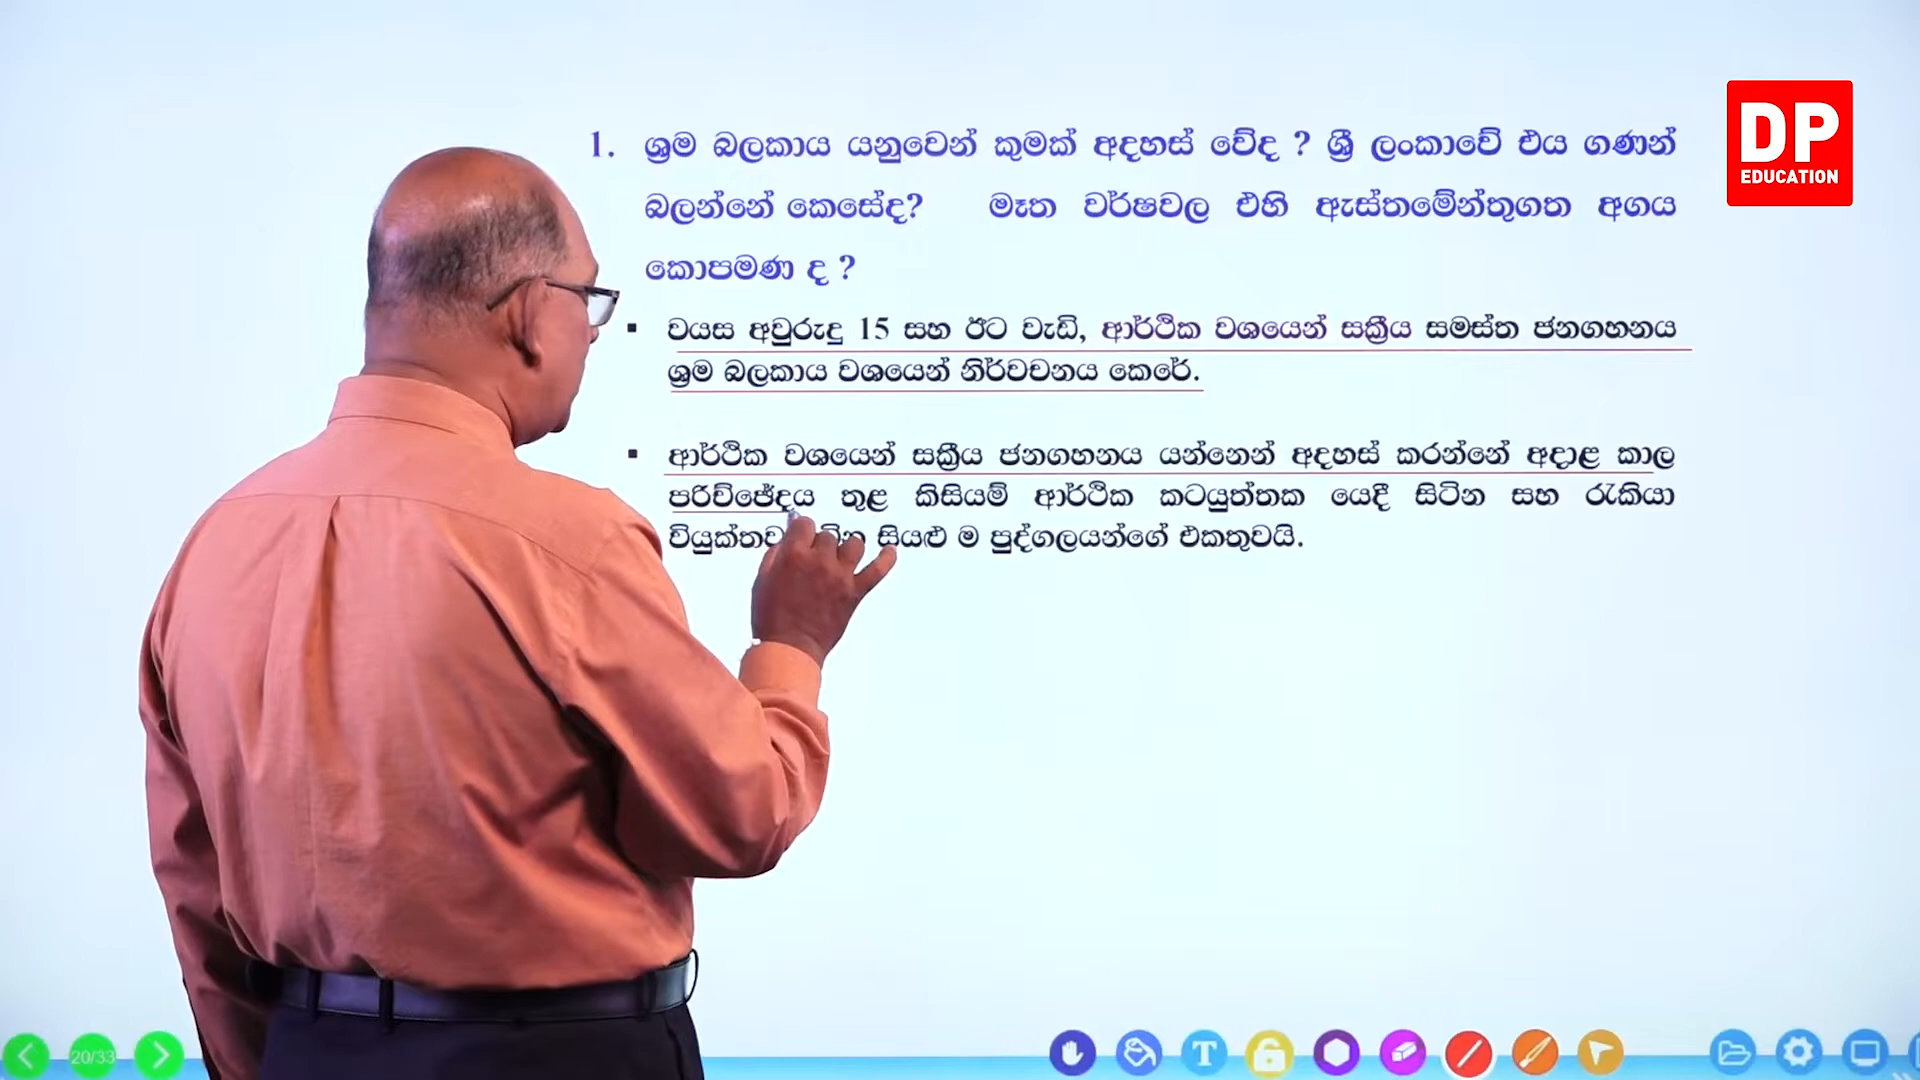 DP
EDUCATION
1. ශ්‍රම බලකාය යනුවෙන් කුමක් අදහස් වේද ? ශ්‍රී ලංකාවේ එය ගණන්
බලන්නේ කෙසේද? මෑත වර්ෂවල එහි ඇස්තමේන්තුගත අගය
කොපමණ ද ?
▪ වයස අවුරුදු 15 සහ ඊට වැඩි, ආර්ථික වශයෙන් සක්‍රීය සමස්ත ජනගහනය
ශ්‍රම බලකාය වශයෙන් නිර්වචනය කෙරේ.
▪ ආර්ථික වශයෙන් සක්‍රීය ජනගහනය යන්නෙන් අදහස් කරන්නේ අදාළ කාල
පරිච්ඡේදය තුළ කිසියම් ආර්ථික කටයුත්තක යෙදී සිටින සහ රැකියා
සියළු ම පුද්ගලයන්ගේ එකතුවයි.
20/33
T